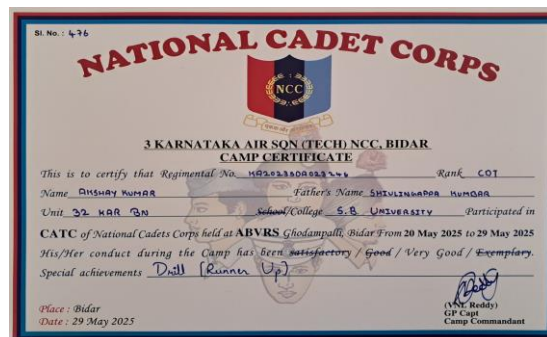 Sl. No. : 476
NATIONAL CADET CORPS
NCC
3 KARNATAKA AIR SQN (TECH) NCC, BIDAR
CAMP CERTIFICATE
This is to certify that Regimental No. Rank CDT
Name AKSHAY KUMAR Father's Name SHIVLINGAPPA KUMBAR
Unit 32 KAR BN School/College S.B UNIVERSITY Participated in
CATC of National Cadets Corps held at ABVRS Ghodampalli, Bidar From 20 May 2025 to 29 May 2025
His/Her conduct during the Camp has been satisfactory / Good / Very Good / Exemplary.
Special achievements Drill (Runner Up)
Place : Bidar
Date : 29 May 2025
(VNL Reddy)
GP Capt
Camp Commandant